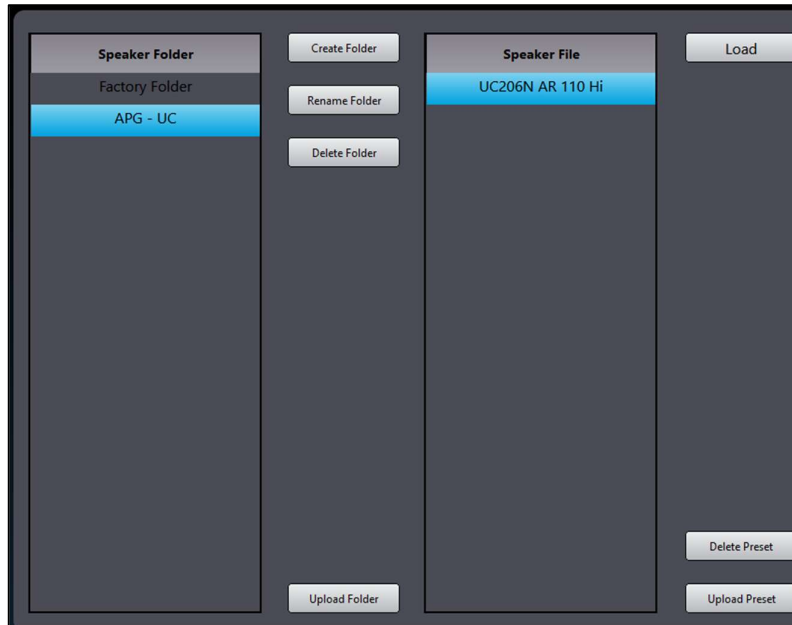 Speaker Folder
Factory Folder
APG - UC
Create Folder
Rename Folder
Delete Folder
Upload Folder
Speaker File
UC206N AR 110 Hi
Load
Delete Preset
Upload Preset